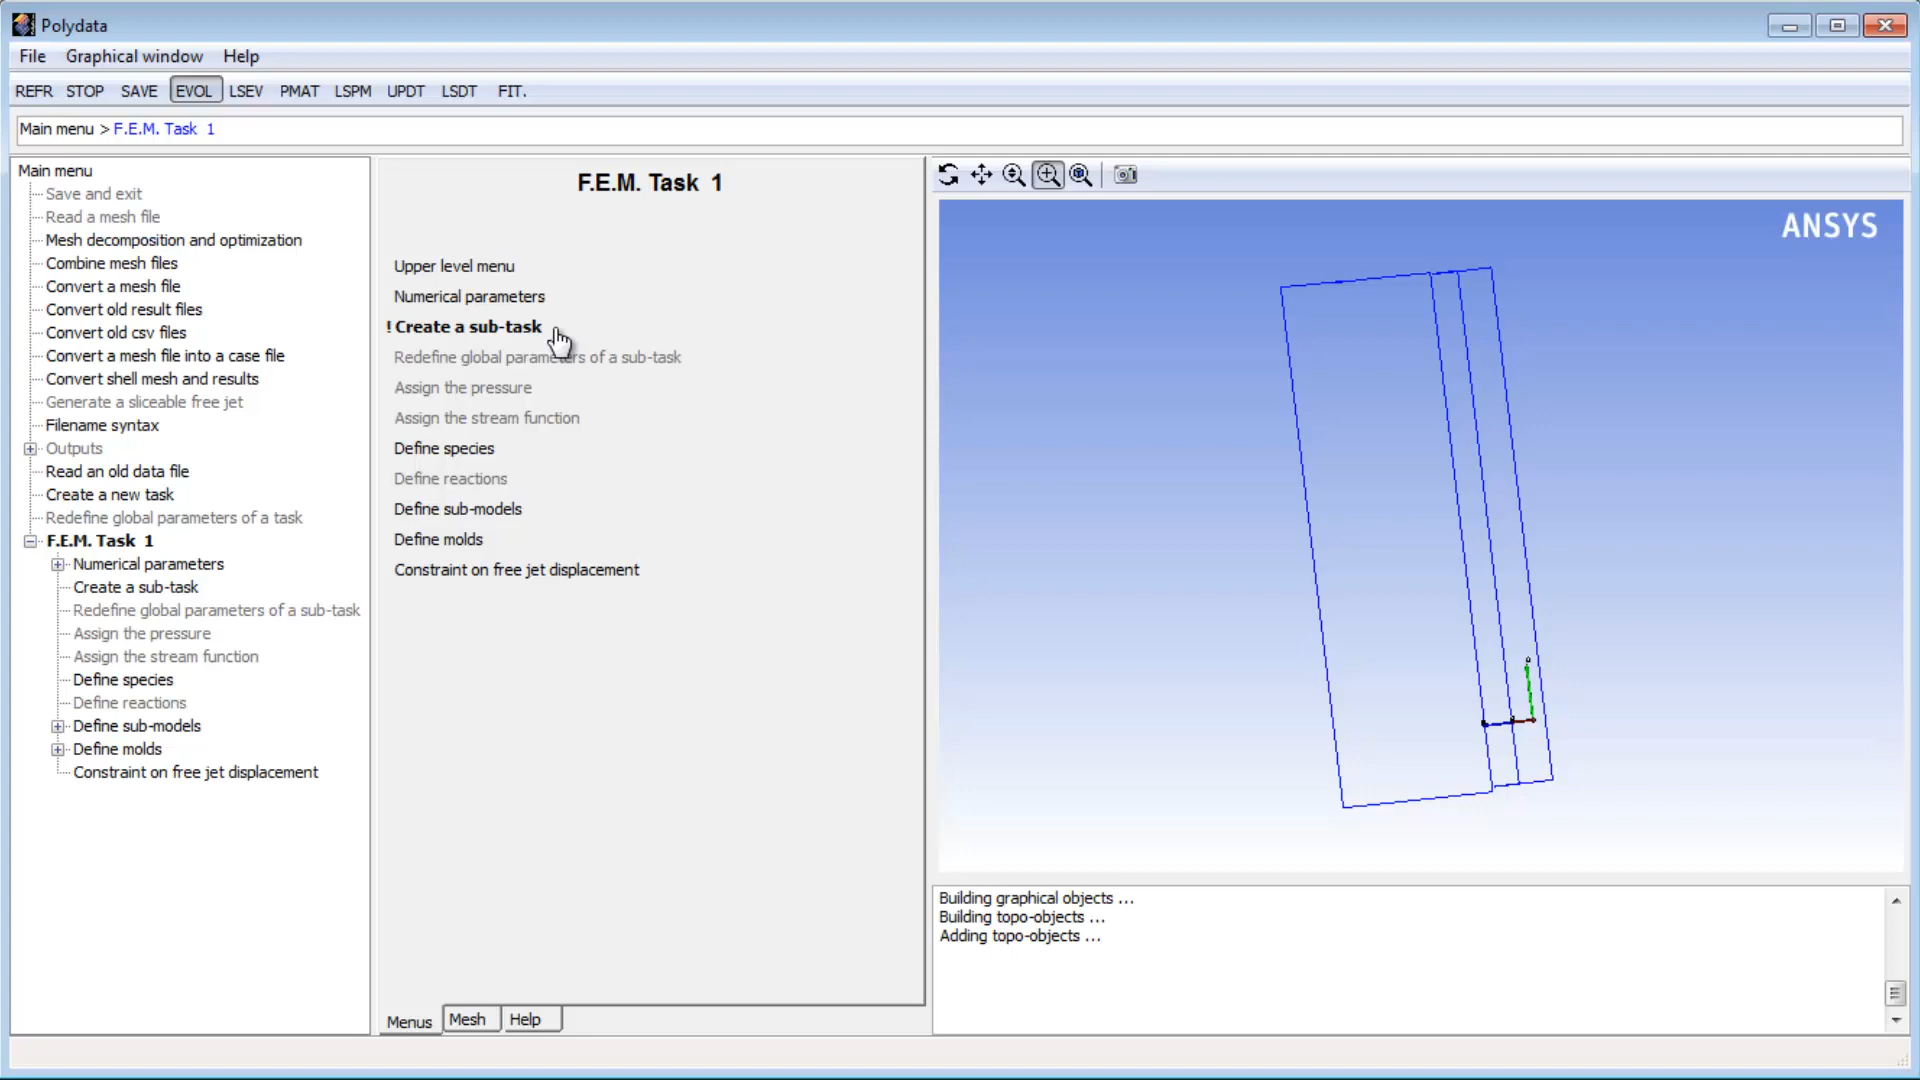 Polydata
File Graphical window Help
REFR STOP SAVE EVOL LSEV PMAT LSPM UPDT LSDT FIT.
Main menu > F.E.M. Task 1
Main menu
Save and exit
Read a mesh file
Mesh decomposition and optimization
Combine mesh files
Convert a mesh file
Convert old result files
Convert old csv files
Convert a mesh file into a case file
Convert shell mesh and results
Generate a sliceable free jet
Filename syntax
Outputs
Read an old data file
Create a new task
Redefine global parameters of a task
F.E.M. Task 1
Numerical parameters
Create a sub-task
Redefine global parameters of a sub-task
Assign the pressure
Assign the stream function
Define species
Define reactions
Define sub-models
Define molds
Constraint on free jet displacement
F.E.M. Task 1
Upper level menu
Numerical parameters
! Create a sub-task
Redefine global parameters of a sub-task
Assign the pressure
Assign the stream function
Define species
Define reactions
Define sub-models
Define molds
Constraint on free jet displacement
Menus Mesh Help
ANSYS
Building graphical objects ...
Building topo-objects ...
Adding topo-objects ...